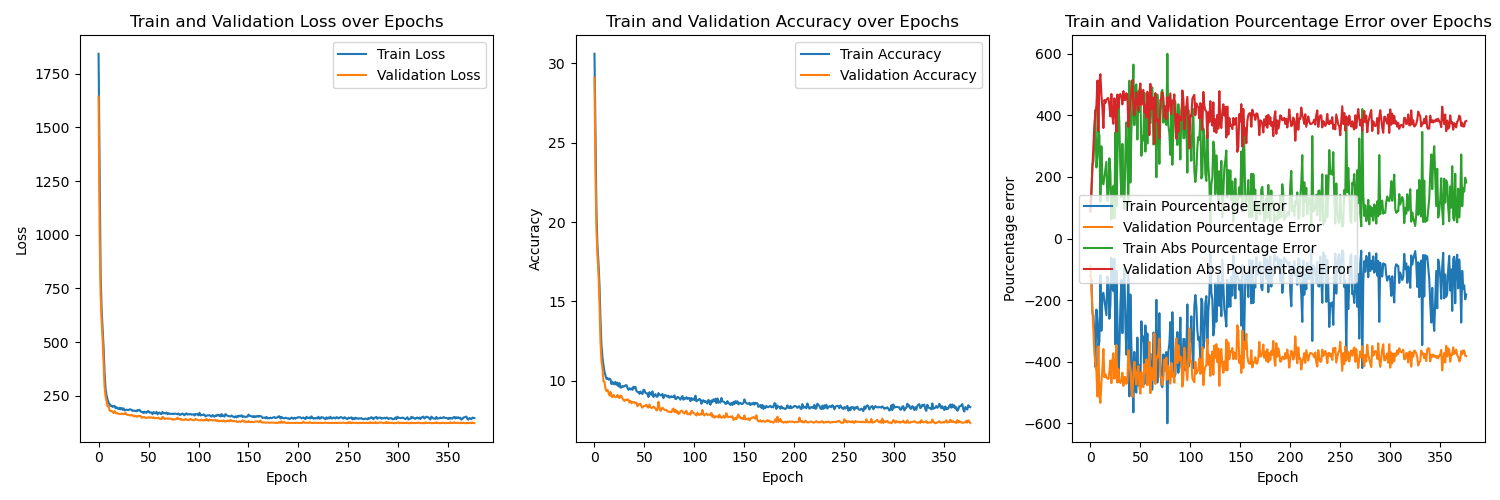 Train and Validation Loss over Epochs
Loss
1750
1500
1250
1000
750
500
250
Train Loss
Validation Loss
0 50 100 150 200 250 300 350
Epoch
Train and Validation Accuracy over Epochs
Accuracy
30
25
20
15
10
Train Accuracy
Validation Accuracy
0 50 100 150 200 250 300 350
Epoch
Train and Validation Pourcentage Error over Epochs
Pourcentage error
600
400
200
0
−200
−400
−600
Train Pourcentage Error
Validation Pourcentage Error
Train Abs Pourcentage Error
Validation Abs Pourcentage Error
0 50 100 150 200 250 300 350
Epoch